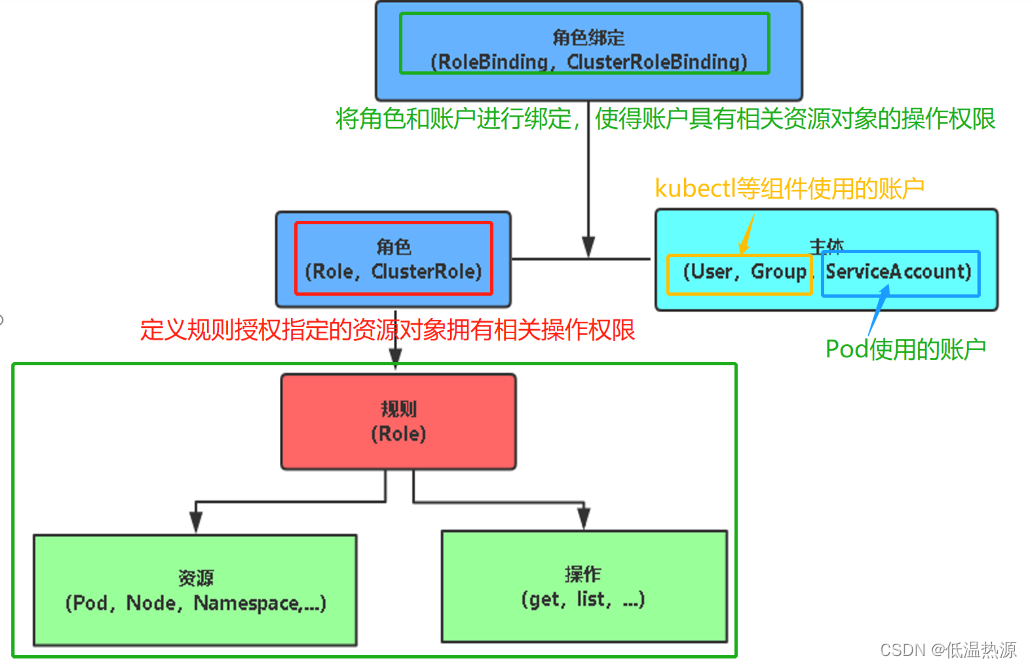 角色绑定
(RoleBinding，ClusterRoleBinding)
将角色和账户进行绑定，使得账户具有相关资源对象的操作权限
kubectl等组件使用的账户
角色
(Role，ClusterRole)
主体
(User，Group，ServiceAccount)
定义规则授权指定的资源对象拥有相关操作权限
Pod使用的账户
规则
(Role)
资源
(Pod，Node，Namespace,...)
操作
(get，list，...)
CSDN @低温热源